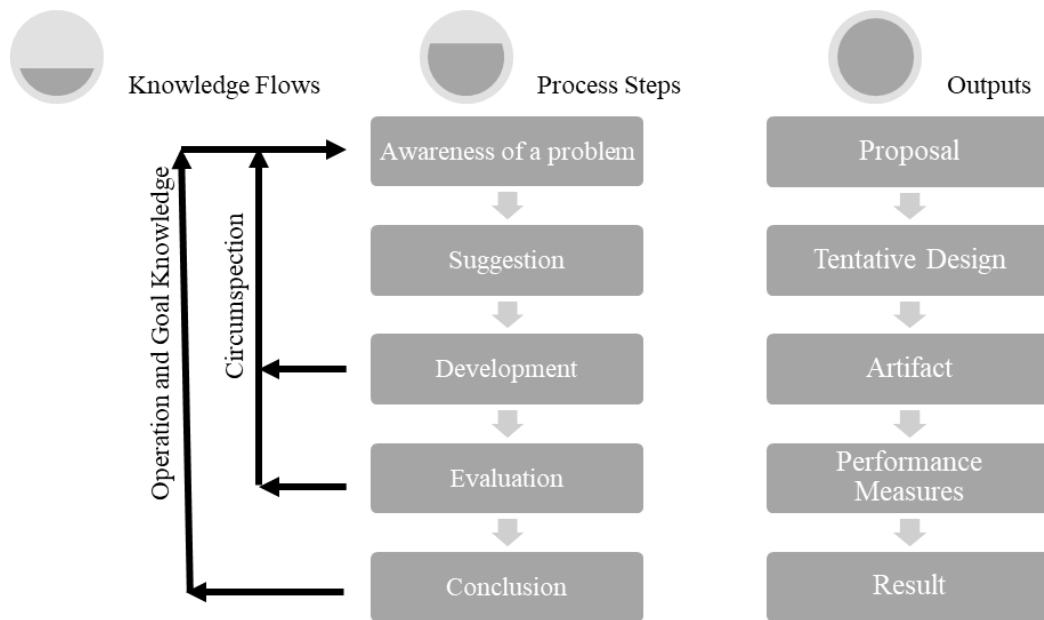 Knowledge Flows
Process Steps
Outputs
Operation and Goal Knowledge
Circumspection
Awareness of a problem
Suggestion
Development
Evaluation
Conclusion
Proposal
Tentative Design
Artifact
Performance
Measures
Result